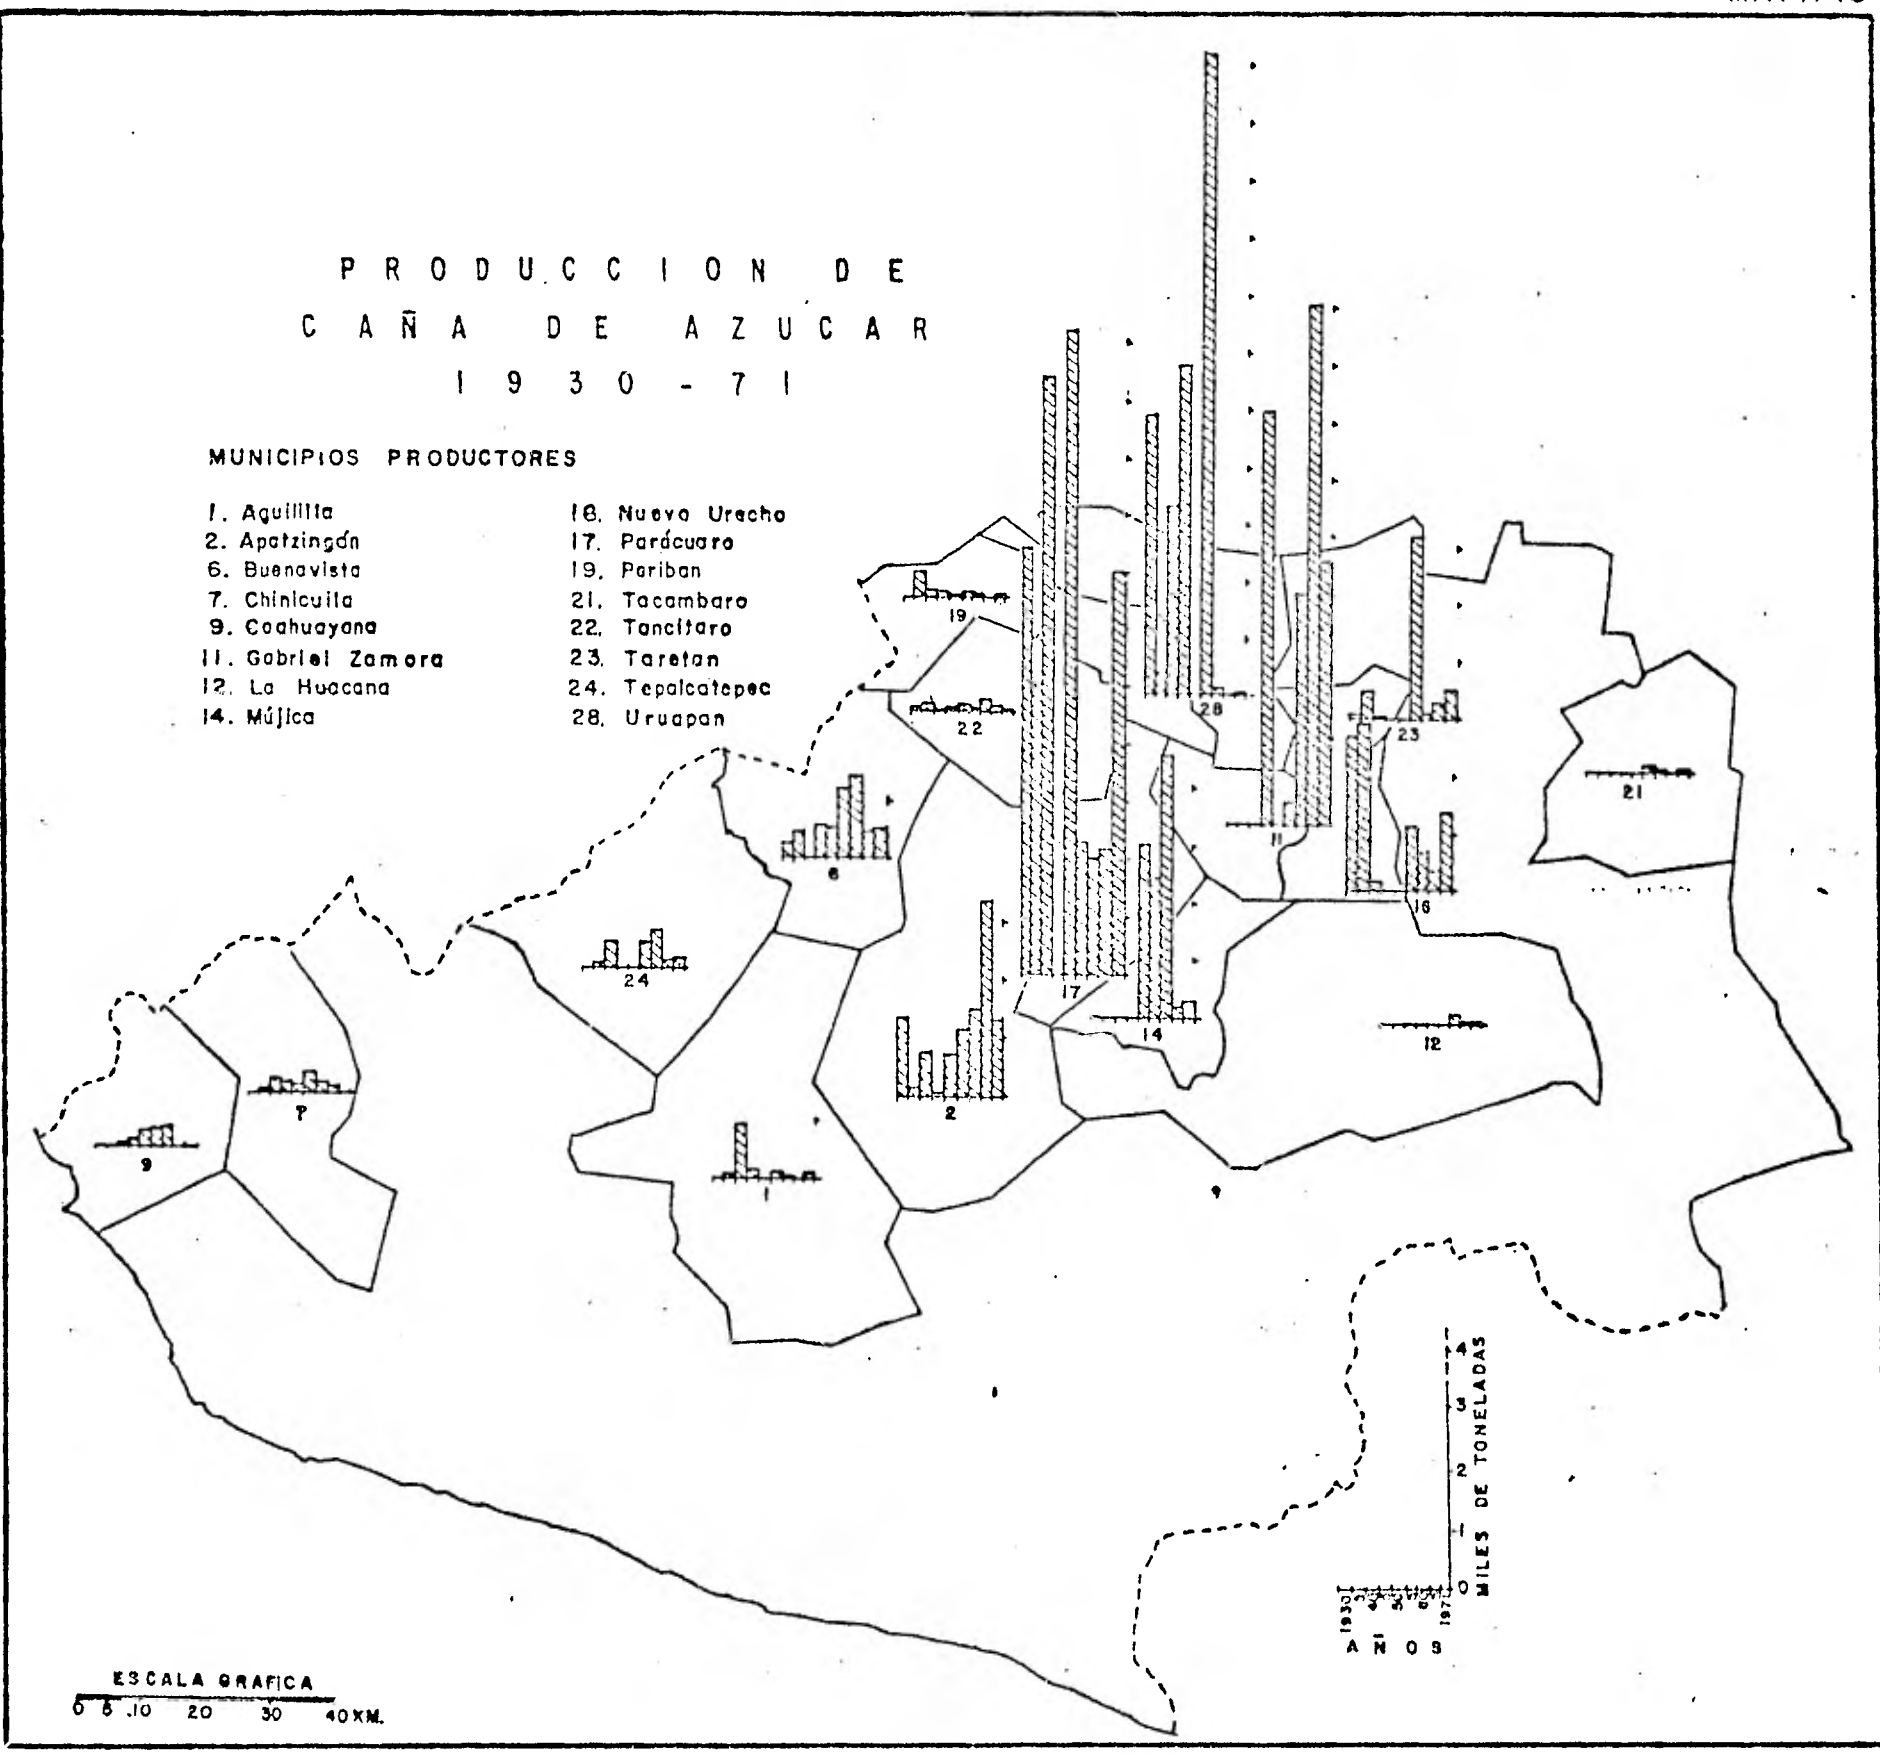 PRODUCCION DE
CAÑA DE AZUCAR
1930-71
MUNICIPIOS PRODUCTORES
1. Aguililla
2. Apatzingán
6. Buenavista
7. Chinicuila
9. Coahuayana
11. Gabriel Zamora
12. La Huacana
14. Mújica
16. Nuevo Urecho
17. Parácuaro
19. Periban
21. Tacambaro
22. Tancítaro
23. Taretan
24. Tepalcatepec
28. Uruapan
19
28
22
23
21
11
6
16
24
17
14
12
7
2
9
1
4
3
2
1
0
MILES DE TONELADAS
1930
40
50
AÑOS
ESCALA GRAFICA
0 5 10 20 30 40 KM.